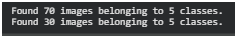 Found 70 images belonging to 5 classes.
Found 30 images belonging to 5 classes.